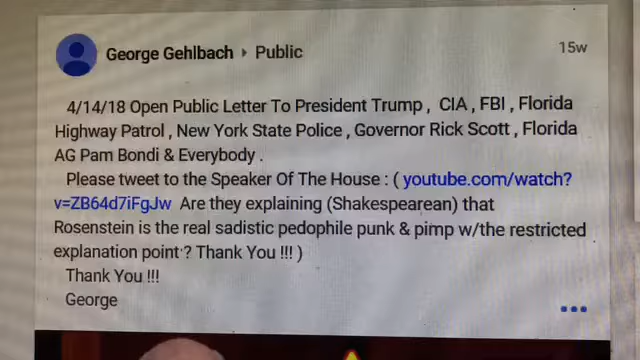 George Gehlbach ▸ Public
15w
4/14/18 Open Public Letter To President Trump , CIA , FBI , Florida
Highway Patrol , New York State Police , Governor Rick Scott , Florida
AG Pam Bondi & Everybody .
Please tweet to the Speaker Of The House : ( youtube.com/watch?
v=ZB64d7iFgJw Are they explaining (Shakespearean) that
Rosenstein is the real sadistic pedophile punk & pimp w/the restricted
explanation point ? Thank You !!! )
Thank You !!!
George